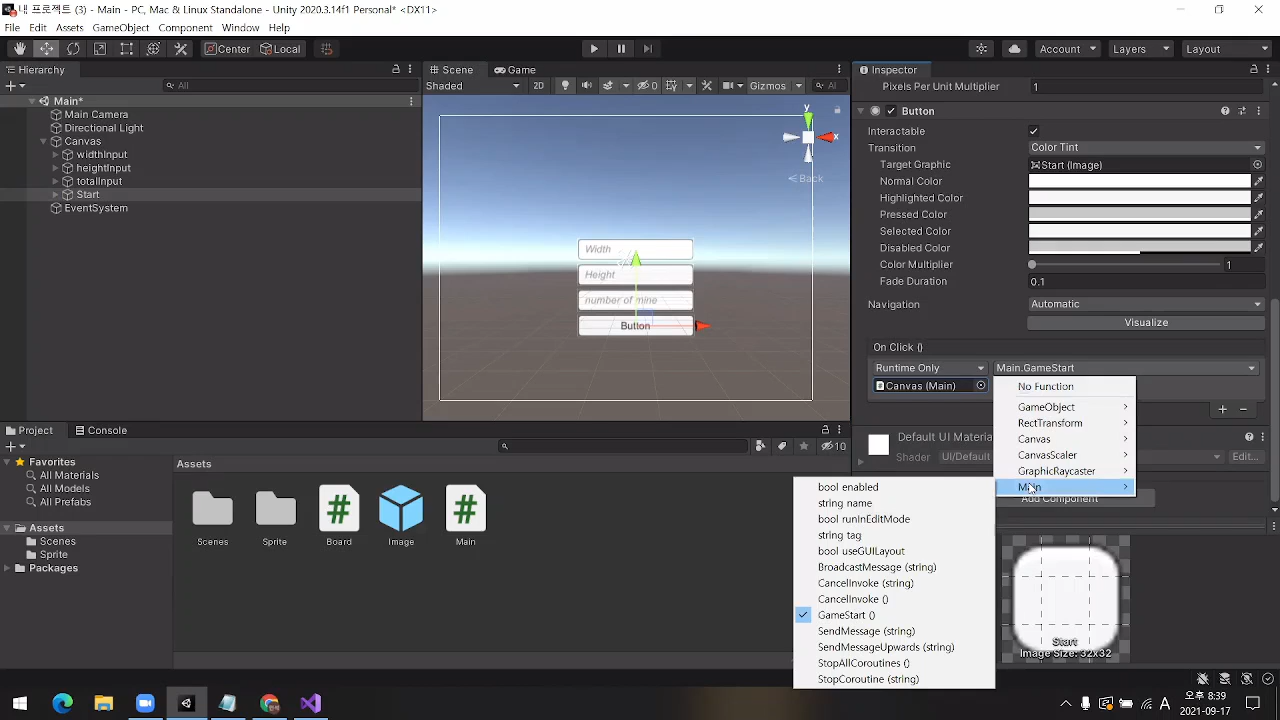 내 프로젝트 (3) - Main - PC, Mac & Linux Standalone - Unity 2020.3.14f1 Personal* <DX11>
File Edit Assets GameObject Component Window Help
Center Local Account Layers Layout
Hierarchy
All
Main*
Main Camera
Directional Light
Canvas
widthInput
heightInput
totalInput
Start
EventSystem
Scene Game
Shaded 2D 0 Gizmos Al
y
x
Back
Width
Height
number of mine
Button
Inspector
Pixels Per Unit Multiplier 1
Button
Interactable
Transition Color Tint
Target Graphic Start (Image)
Normal Color
Highlighted Color
Pressed Color
Selected Color
Disabled Color
Color Multiplier 1
Fade Duration 0.1
Navigation Automatic
Visualize
On Click ()
Runtime Only Main.GameStart
Canvas (Main)
No Function
GameObject
RectTransform
Canvas
CanvasScaler
GraphicRaycaster
Main
Default UI Materia
Shader UI/Default Edit...
Add Component
bool enabled
string name
bool runInEditMode
string tag
bool useGUILayout
BroadcastMessage (string)
CancelInvoke (string)
CancelInvoke ()
GameStart ()
SendMessage (string)
SendMessageUpwards (string)
StopAllCoroutines ()
StopCoroutine (string)
Project Console
10
Favorites
All Materials
All Models
All Prefabs
Assets
Scenes
Sprite
Packages
Assets
Scenes Sprite Board Image Main
Start
Image Size: 32x32
A
오후 8:39
2021-09-17